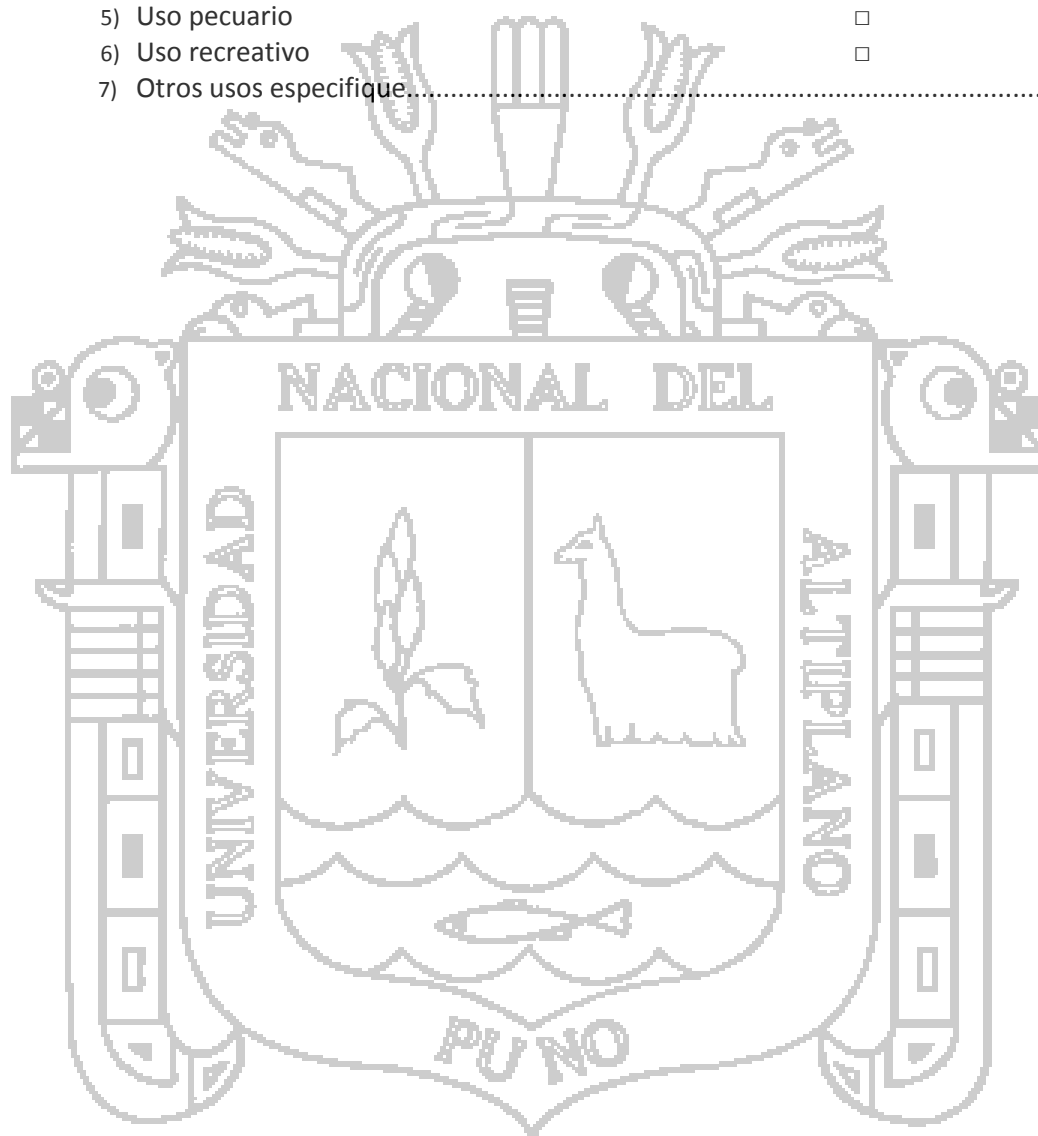 5) Uso pecuario □
6) Uso recreativo □
7) Otros usos especifique..........................................................................................
NACIONAL DEL
UNIVERSIDAD
ALTIPLANO
PUNO